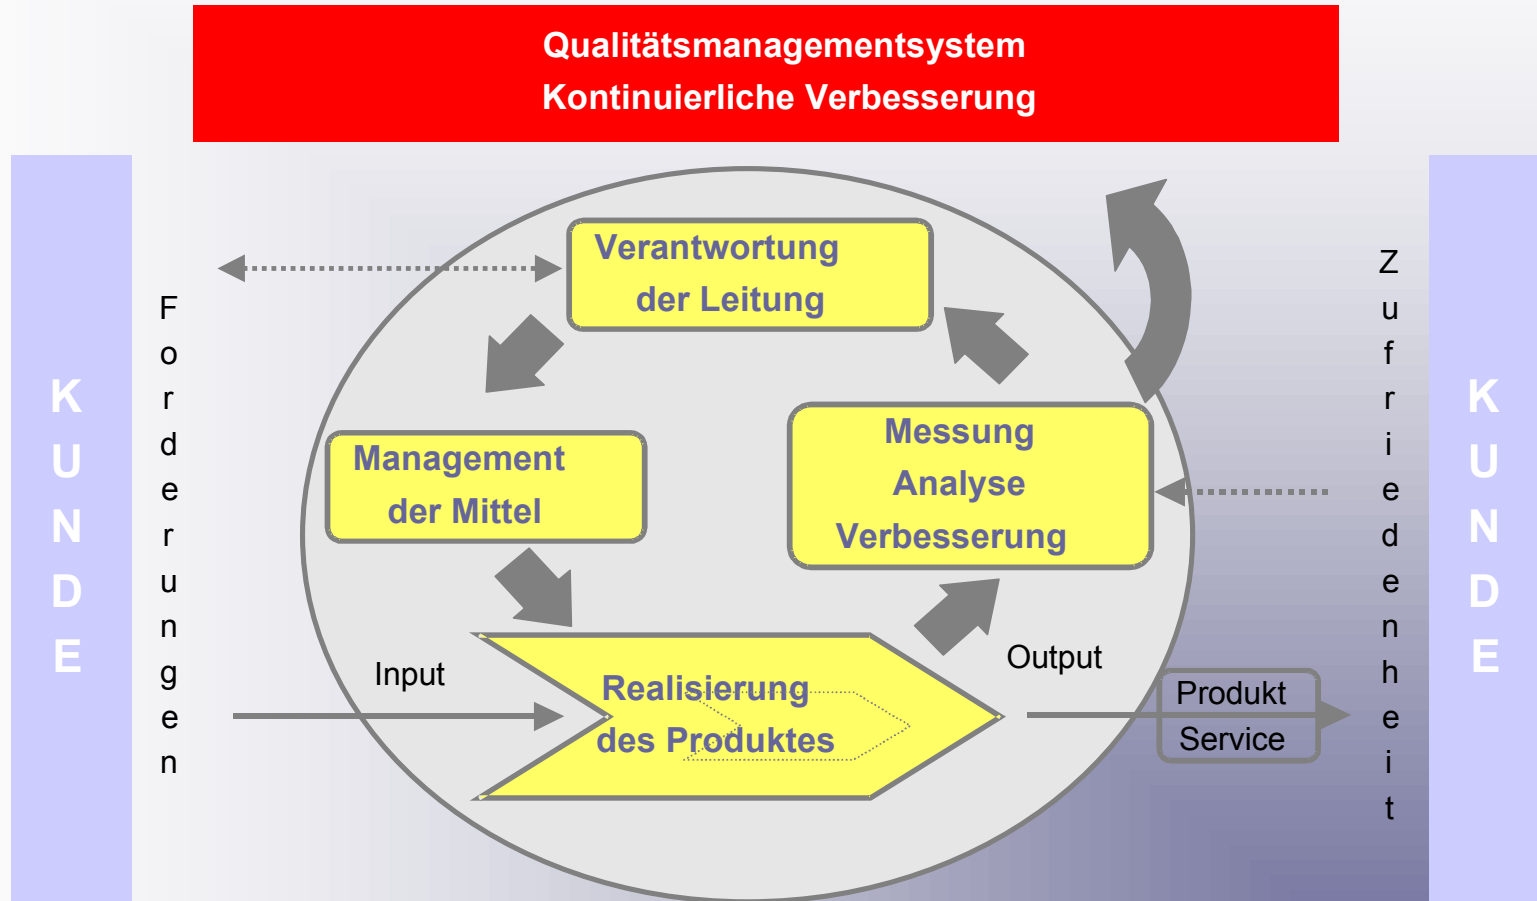 Qualitätsmanagementsystem
Kontinuierliche Verbesserung
KUNDE
Forderungen
Verantwortung
der Leitung
Management
der Mittel
Messung
Analyse
Verbesserung
Input
Realisierung
des Produktes
Output
Produkt
Service
Zufriedenheit
KUNDE